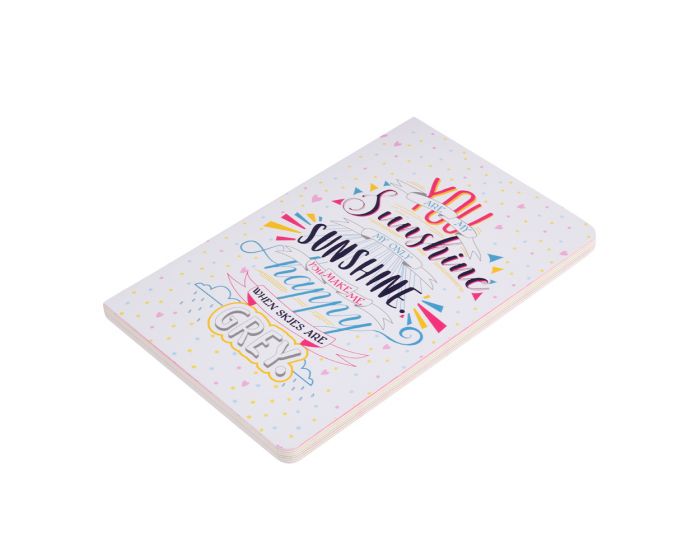 YOU
ARE MY
Sunshine
MY ONLY
SUNSHINE.
YOU MAKE ME
happy
WHEN SKIES ARE
GREY.